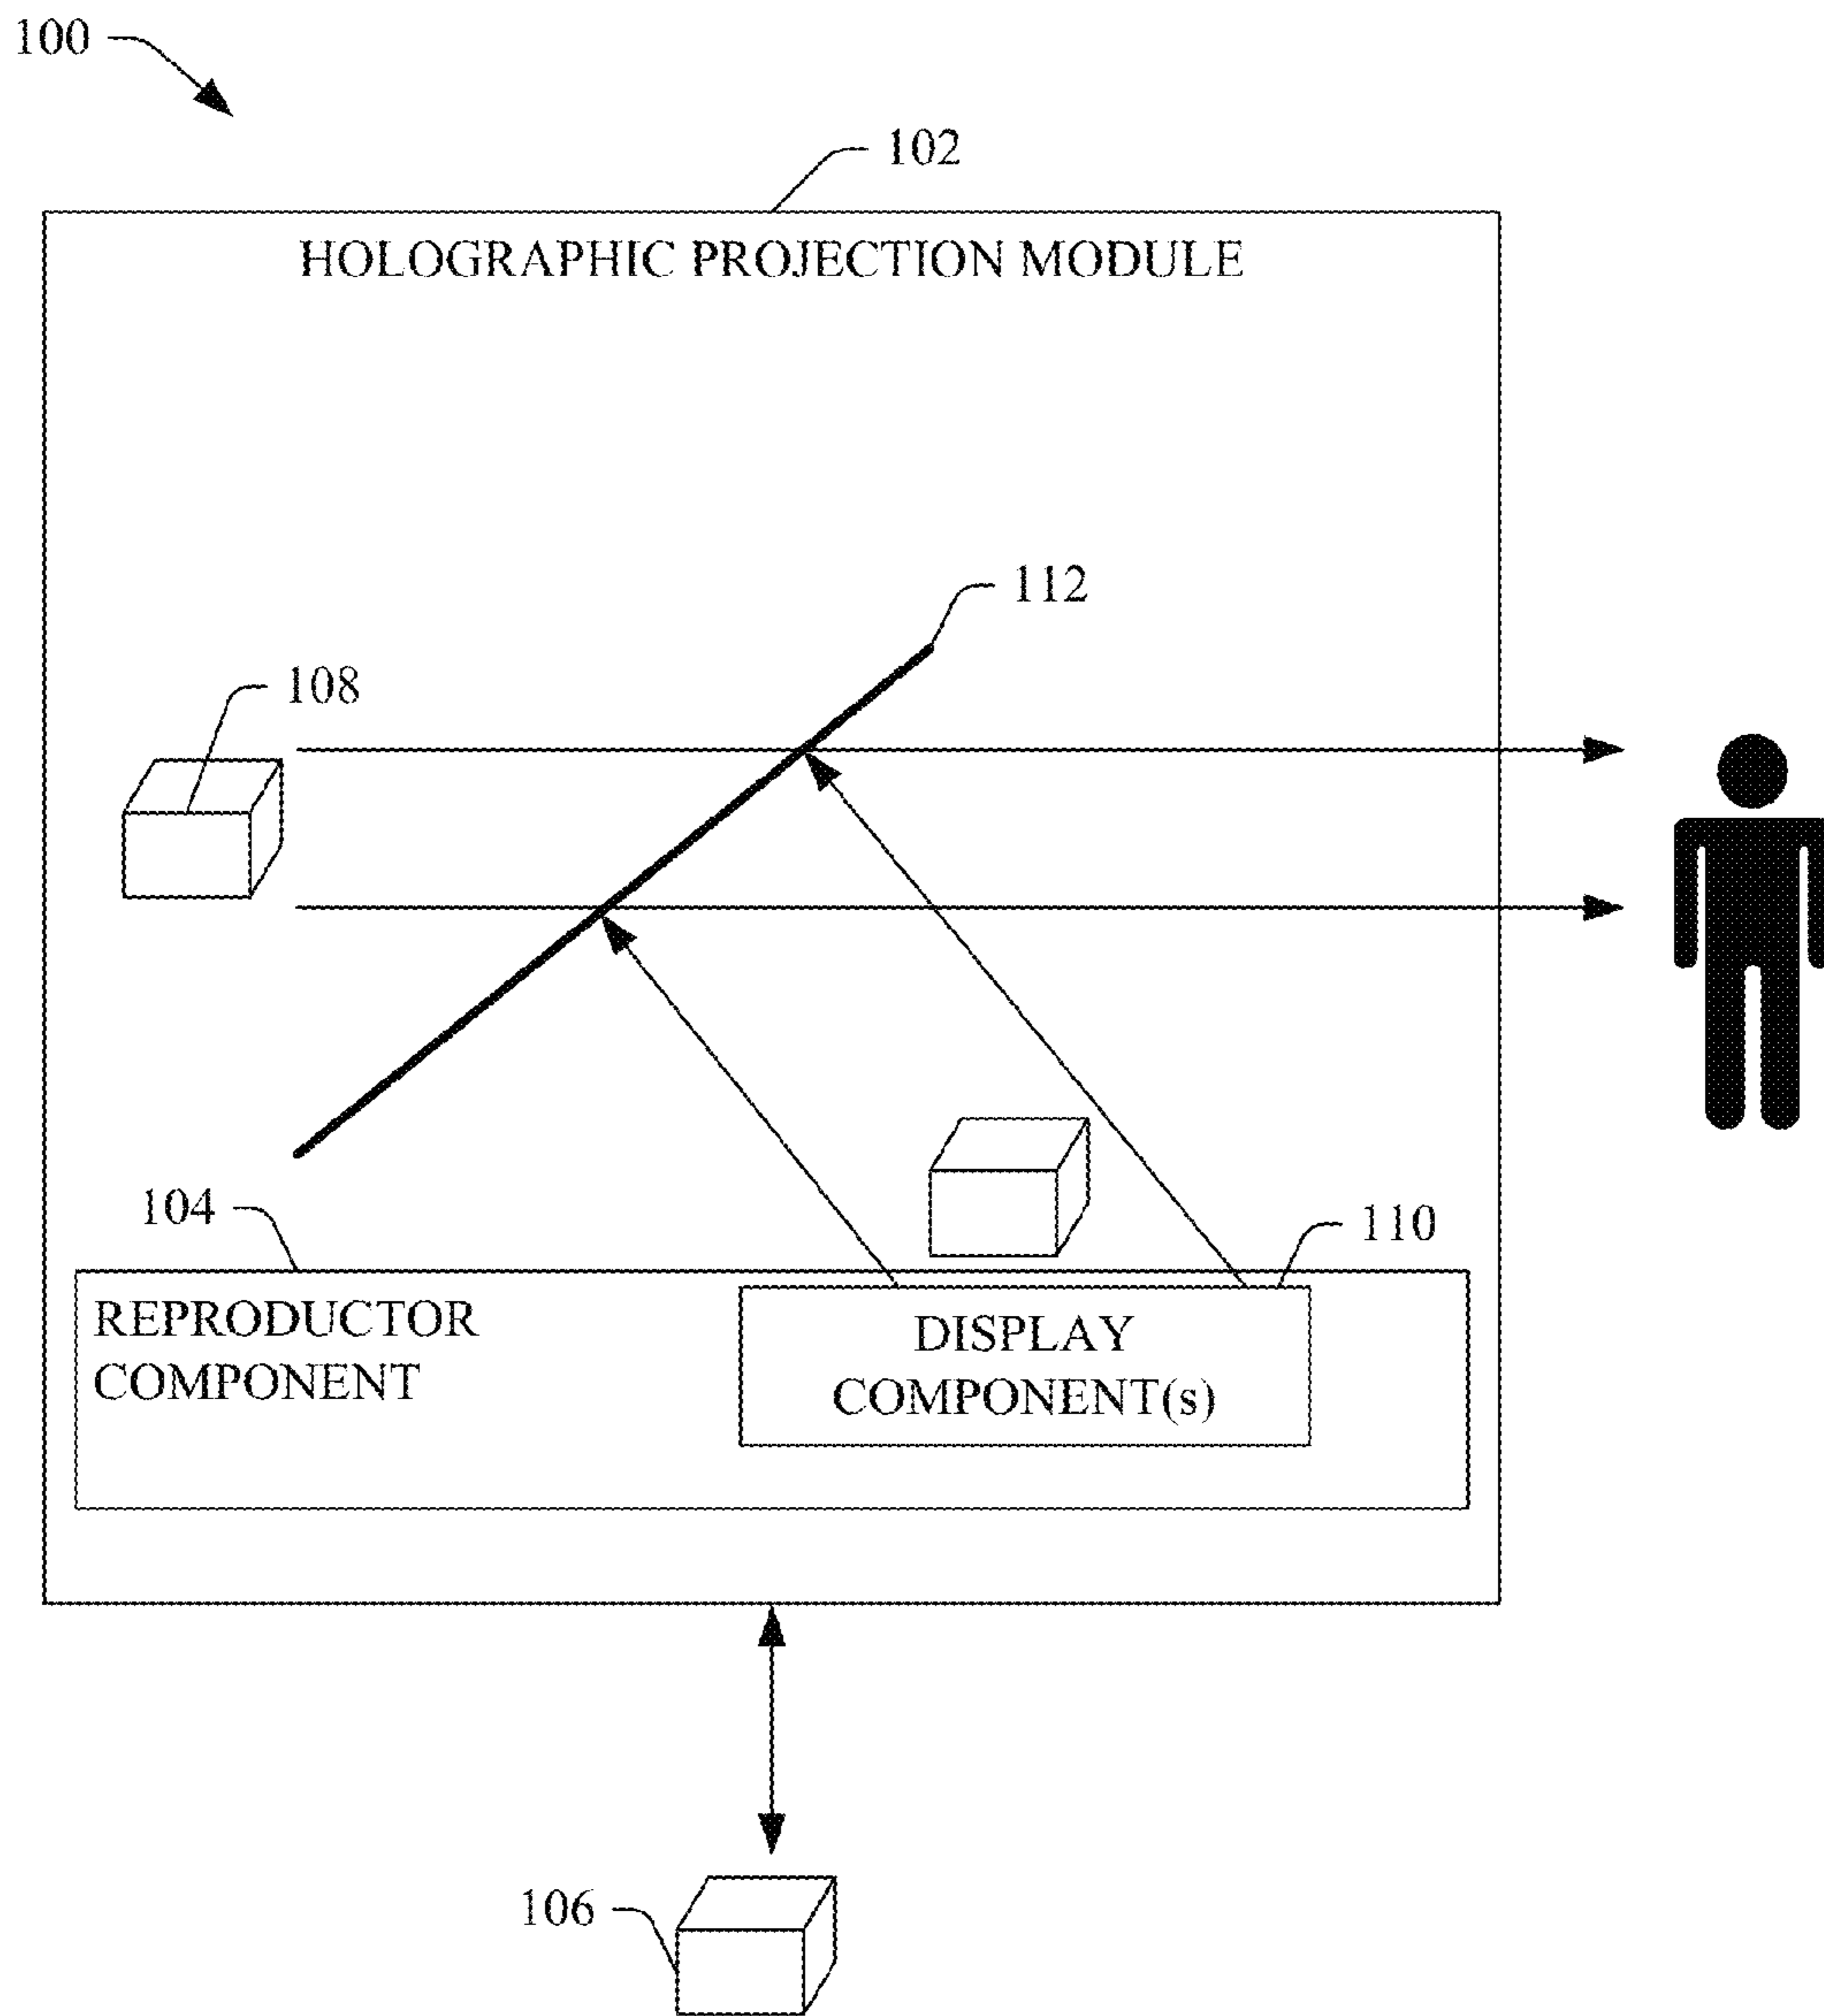 100
102
HOLOGRAPHIC PROJECTION MODULE
112
108
104
110
REPRODUCTOR
COMPONENT
DISPLAY
COMPONENT(s)
106